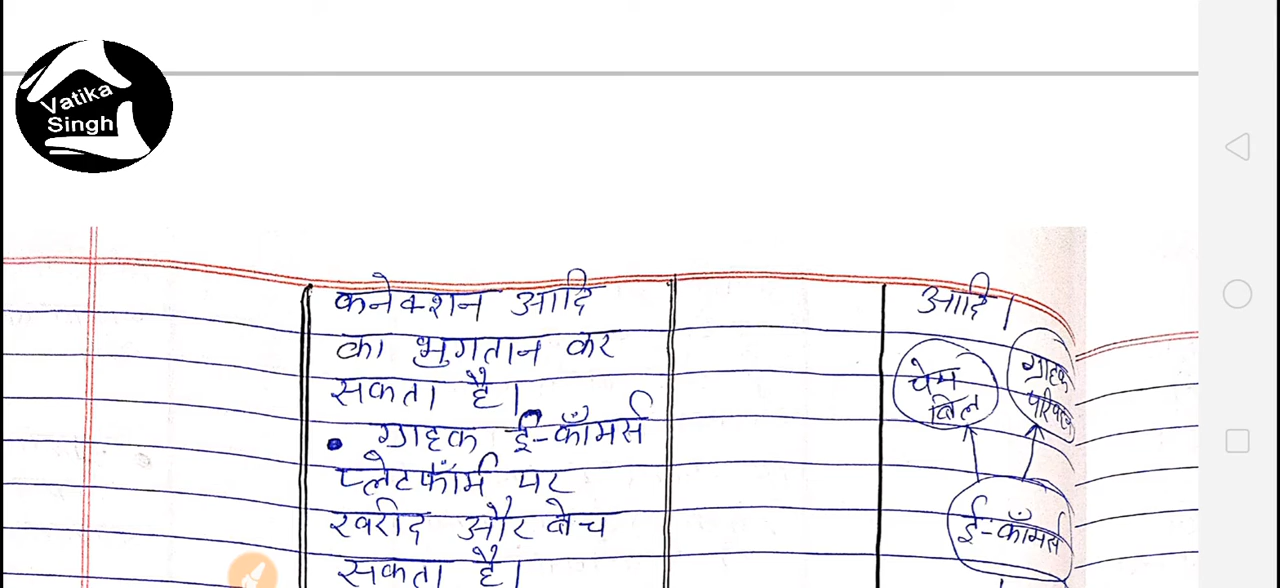 Vatika
Singh
कनेक्शन आदि
का भुगतान कर
सकता है।
• ग्राहक ई-कॉमर्स
प्लेटफॉर्म पर
खरीद और बेच
सकता है।
आदि।
पेम
बिल
ग्राहक
ई-कॉमर्स